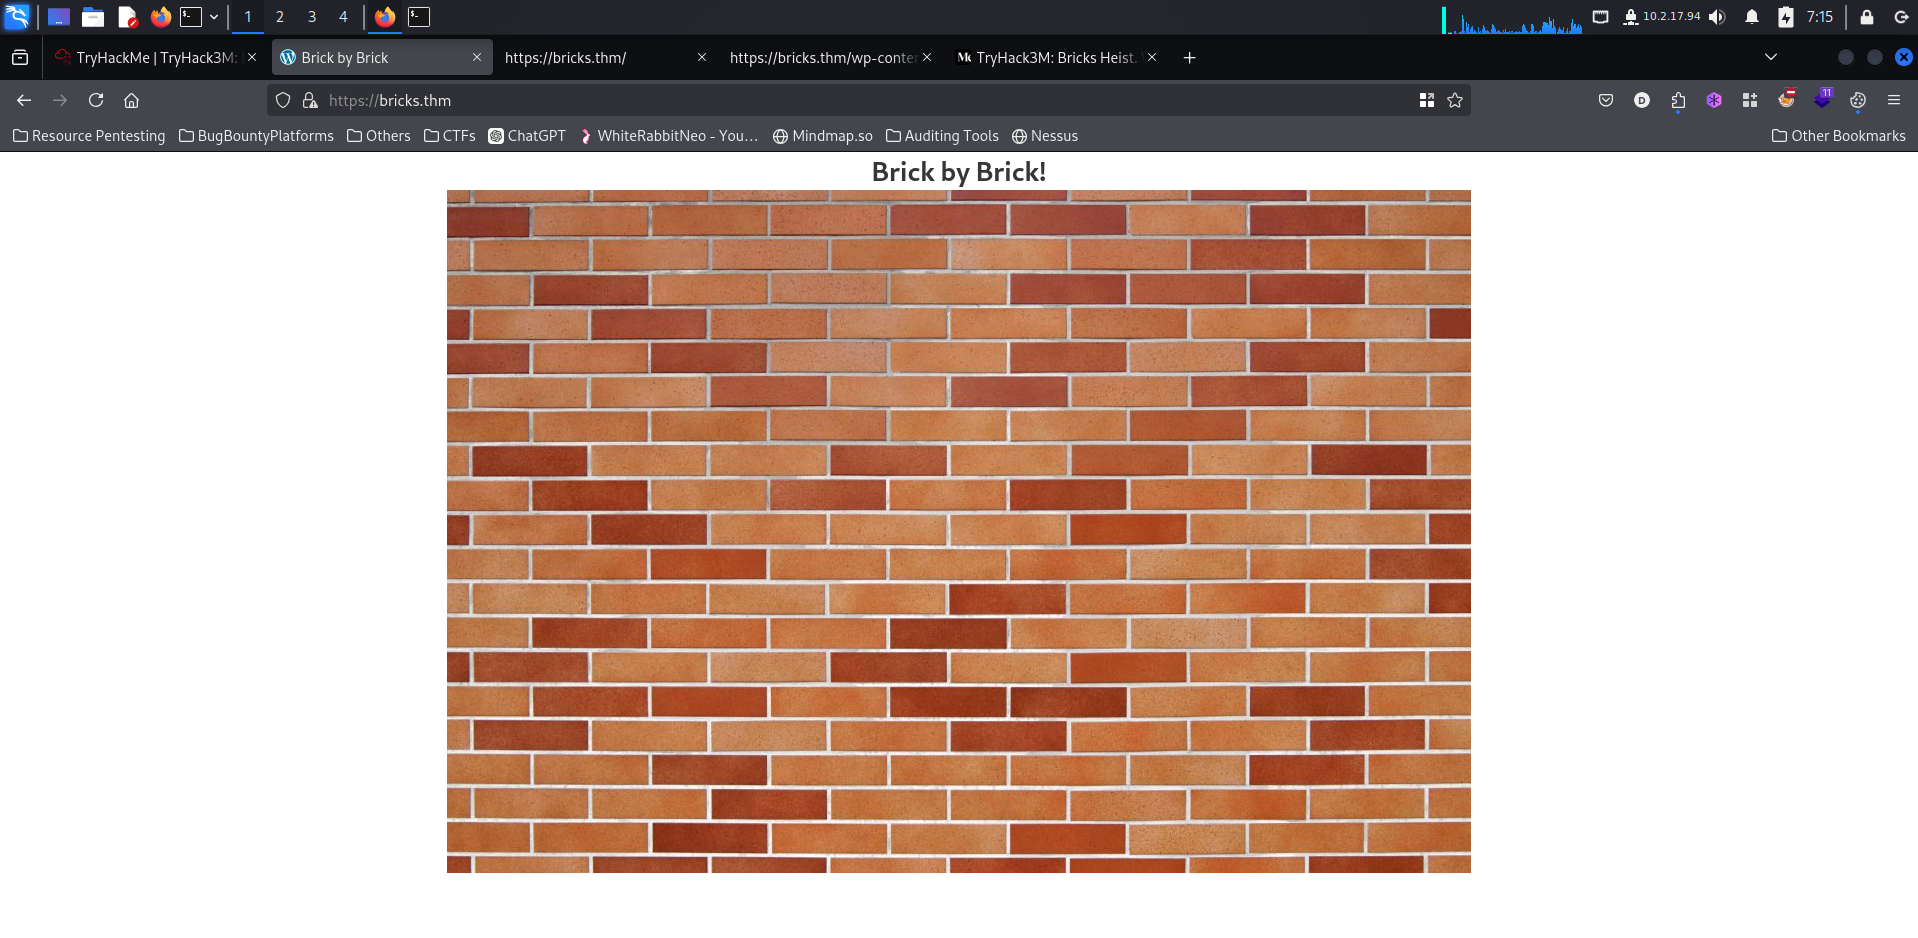 1 2 3 4 10.2.17.94 7:15
TryHackMe | TryHack3M: Brick by Brick https://bricks.thm/ https://bricks.thm/wp-conter TryHack3M: Bricks Heist.
https://bricks.thm D 11
Resource Pentesting BugBountyPlatforms Others CTFs ChatGPT WhiteRabbitNeo - You... Mindmap.so Auditing Tools Nessus Other Bookmarks
Brick by Brick!